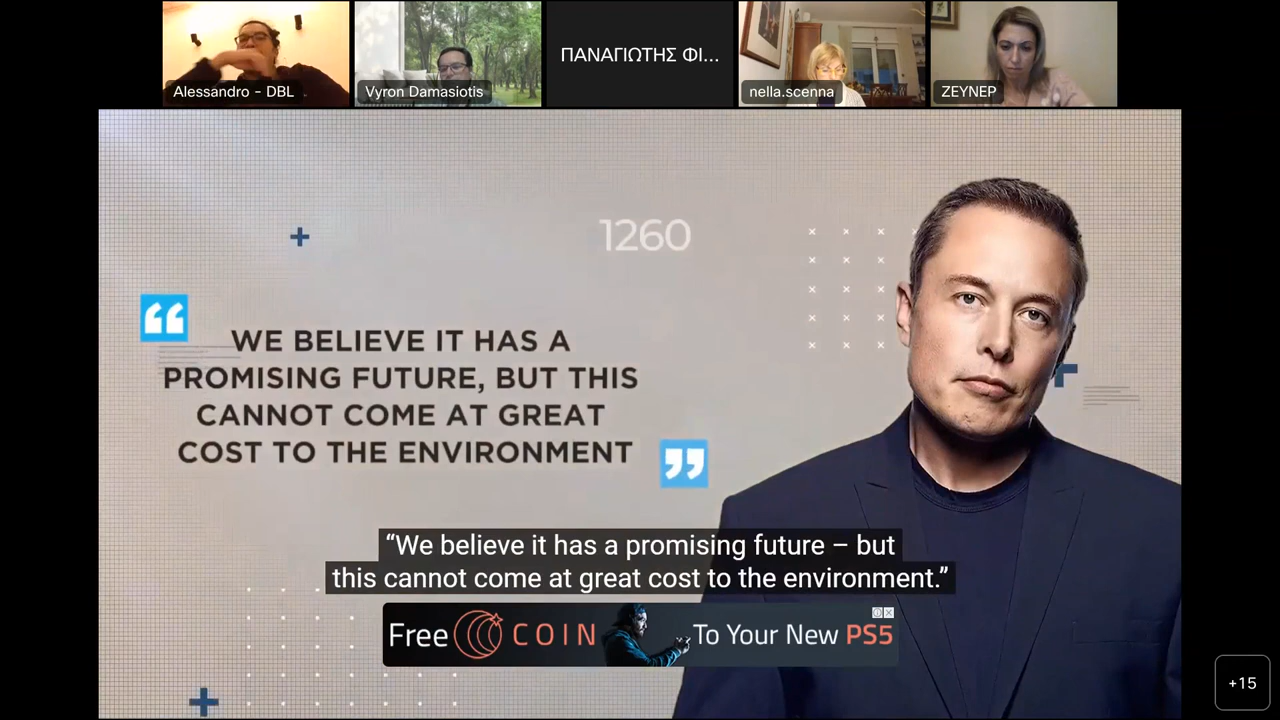 Alessandro - DBL
Vyron Damasiotis
ΠΑΝΑΓΙΩΤΗΣ ΦΙ...
nella.scenna
ZEYNEP
1260
“
WE BELIEVE IT HAS A
PROMISING FUTURE, BUT THIS
CANNOT COME AT GREAT
COST TO THE ENVIRONMENT
”
“We believe it has a promising future – but
this cannot come at great cost to the environment.”
Free COIN To Your New PS5
+15